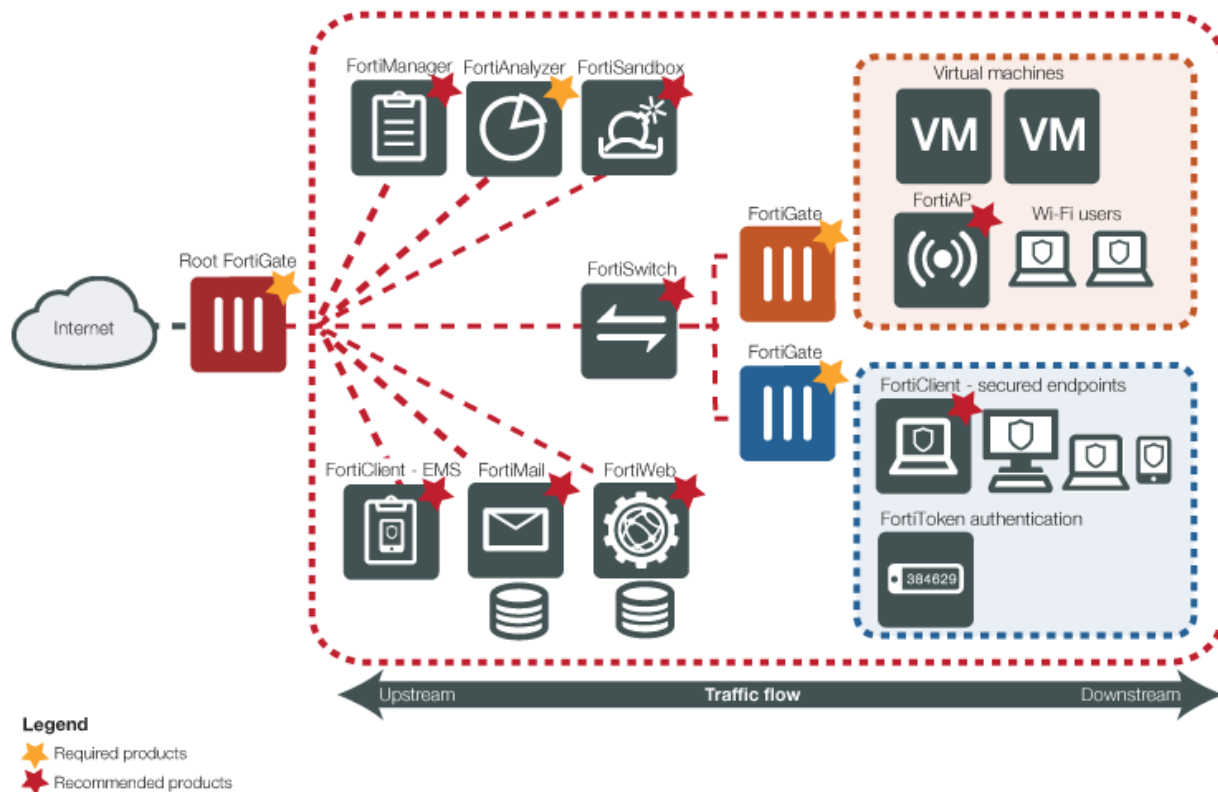 FortiManager
FortiAnalyzer
FortiSandbox
Virtual machines
VM
VM
FortiAP
Wi-Fi users
FortiGate
Root FortiGate
FortiSwitch
Internet
FortiGate
FortiClient - secured endpoints
FortiClient - EMS
FortiMail
FortiWeb
FortiToken authentication
384629
Upstream
Traffic flow
Downstream
Legend
Required products
Recommended products